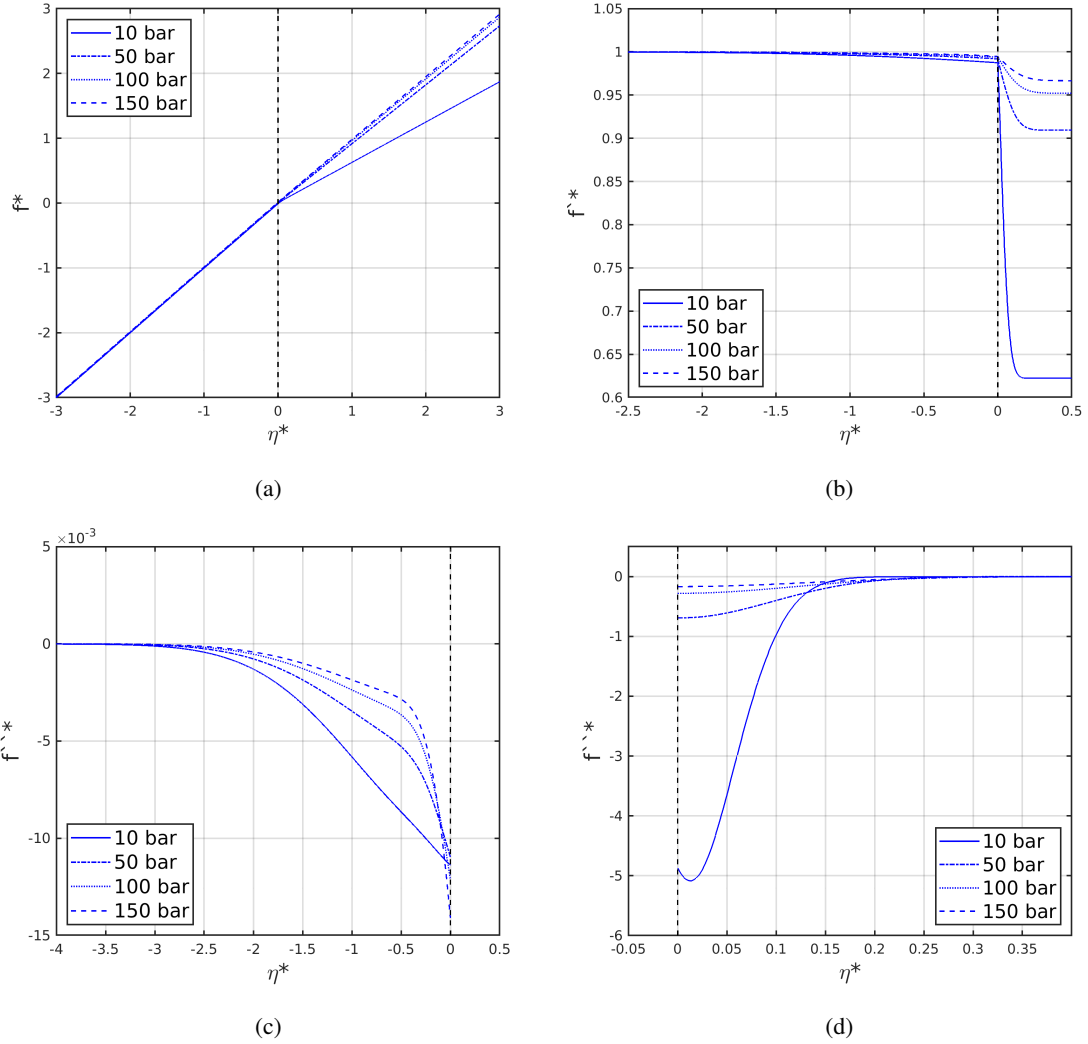 3
2
1
0
-1
-2
-3
-3 -2 -1 0 1 2 3
f*
η*
10 bar
50 bar
100 bar
150 bar
(a)
1.05
1
0.95
0.9
0.85
0.8
0.75
0.7
0.65
0.6
-2.5 -2 -1.5 -1 -0.5 0 0.5
f`*
η*
10 bar
50 bar
100 bar
150 bar
(b)
×10-3
5
0
-5
-10
-15
-4 -3.5 -3 -2.5 -2 -1.5 -1 -0.5 0 0.5
f``*
η*
10 bar
50 bar
100 bar
150 bar
(c)
0
-1
-2
-3
-4
-5
-6
-0.05 0 0.05 0.1 0.15 0.2 0.25 0.3 0.35
f``*
η*
10 bar
50 bar
100 bar
150 bar
(d)